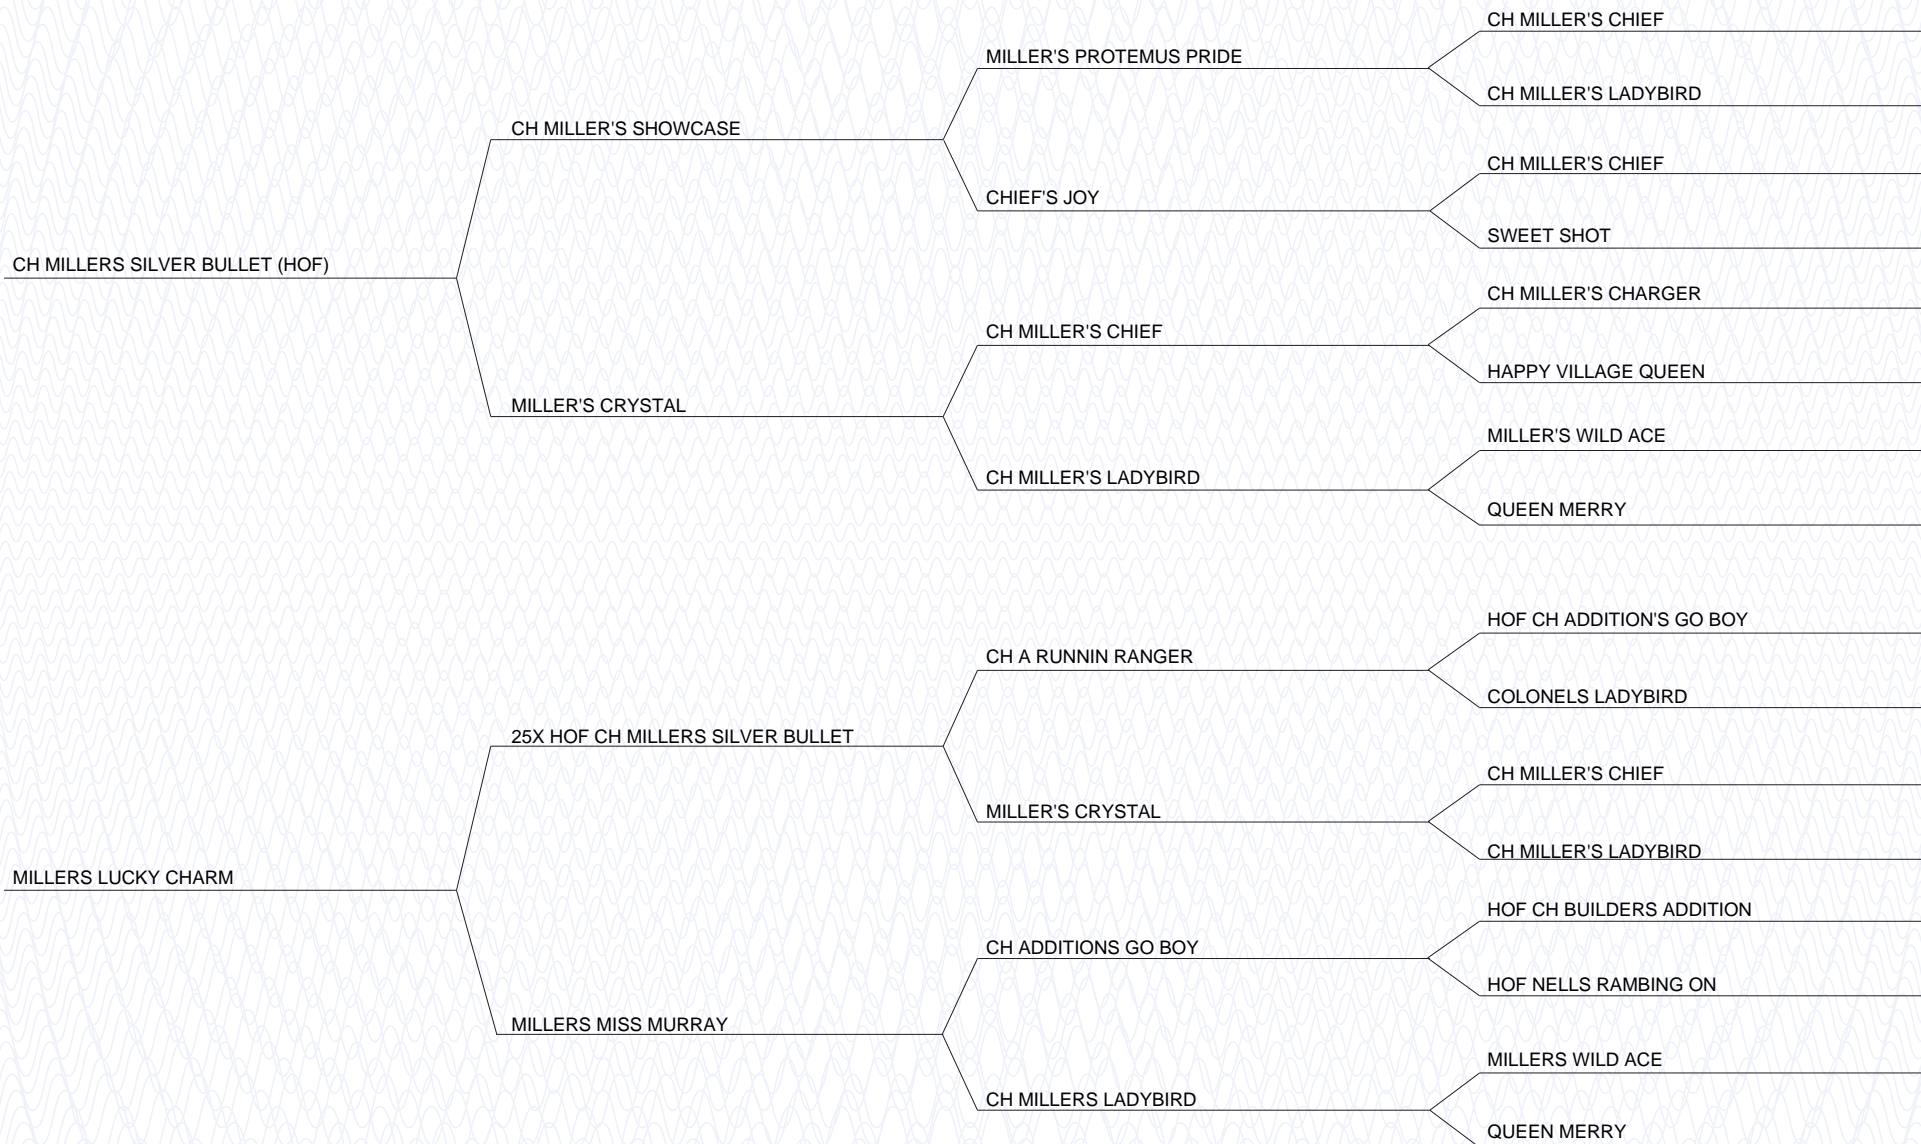 CH MILLER'S CHIEF
MILLER'S PROTEMUS PRIDE
CH MILLER'S LADYBIRD
CH MILLER'S SHOWCASE
CH MILLER'S CHIEF
CHIEF'S JOY
SWEET SHOT
CH MILLERS SILVER BULLET (HOF)
CH MILLER'S CHARGER
CH MILLER'S CHIEF
HAPPY VILLAGE QUEEN
MILLER'S CRYSTAL
MILLER'S WILD ACE
CH MILLER'S LADYBIRD
QUEEN MERRY
HOF CH ADDITION'S GO BOY
CH A RUNNIN RANGER
COLONELS LADYBIRD
25X HOF CH MILLERS SILVER BULLET
CH MILLER'S CHIEF
MILLER'S CRYSTAL
CH MILLER'S LADYBIRD
MILLERS LUCKY CHARM
HOF CH BUILDERS ADDITION
CH ADDITIONS GO BOY
HOF NELLS RAMBING ON
MILLERS MISS MURRAY
MILLERS WILD ACE
CH MILLERS LADYBIRD
QUEEN MERRY